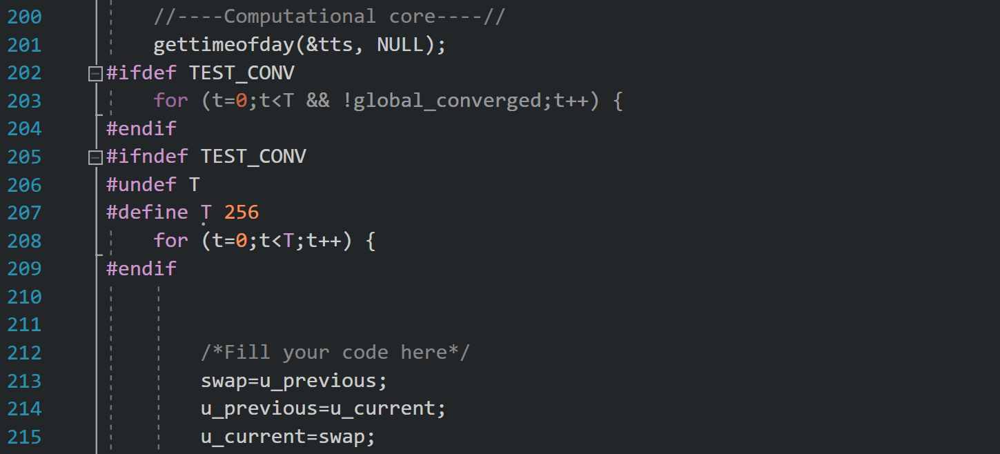 200 //----Computational core----//
201 gettimeofday(&tts, NULL);
202 #ifdef TEST_CONV
203 for (t=0;t<T && !global_converged;t++) {
204 #endif
205 #ifndef TEST_CONV
206 #undef T
207 #define T 256
208 for (t=0;t<T;t++) {
209 #endif
210
211
212 /*Fill your code here*/
213 swap=u_previous;
214 u_previous=u_current;
215 u_current=swap;